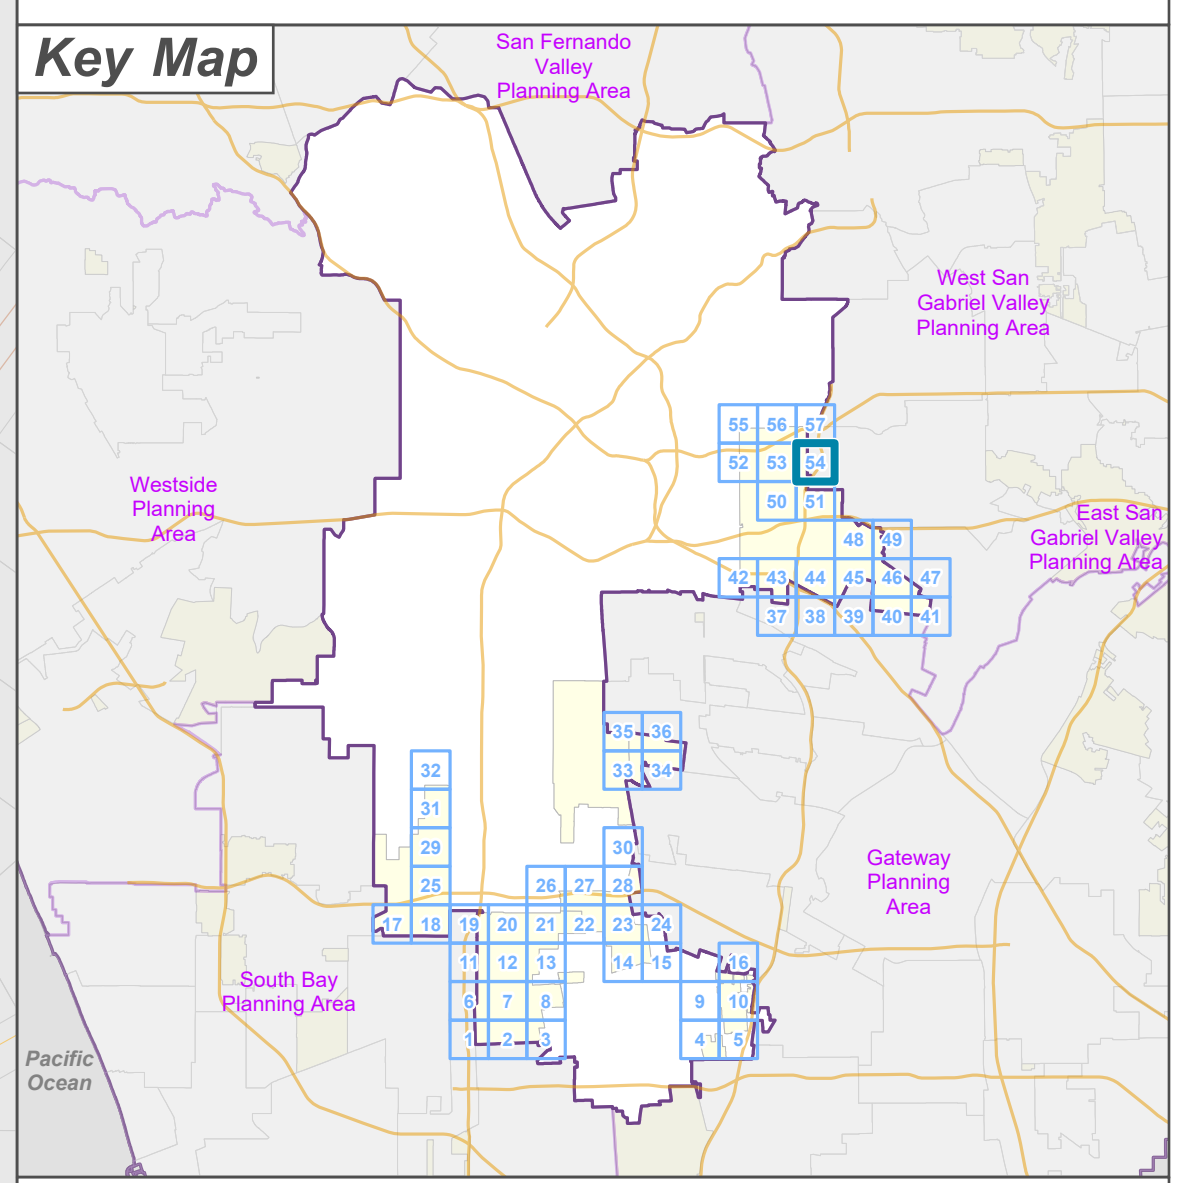 Key Map
San Fernando
Valley
Planning Area
West San
Gabriel Valley
Planning Area
55 56 57
52 53 54
Westside
Planning
Area
50 51
East San
Gabriel Valley
Planning Area
48 49
42 43 44 45 46 47
37 38 39 40 41
35 36
33 34
32
31
29
30
Gateway
Planning
Area
25
26 27 28
17 18 19 20 21 22 23 24
11 12 13
14 15
16
South Bay
Planning Area
6 7 8
9 10
1 2 3
4 5
Pacific
Ocean